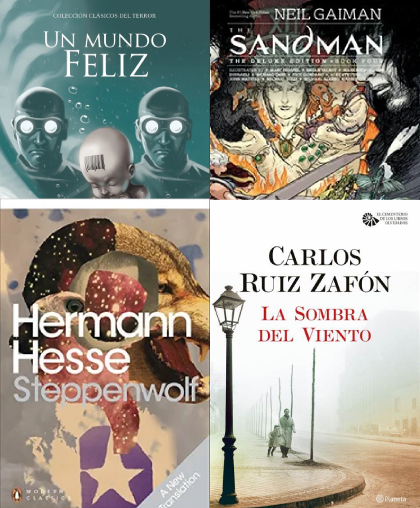 COLECCIÓN CLÁSICOS DEL TERROR
UN MUNDO
FELIZ
NEIL GAIMAN
THE
SANDMAN
THE DELUXE EDITION • BOOK FOUR
Hermann
Hesse
Steppenwolf
A New
Translation
MODERN
CLASSICS
EL CEMENTERIO
DE LOS LIBROS
OLVIDADOS
CARLOS
RUIZ ZAFÓN
LA SOMBRA
DEL VIENTO
Planeta